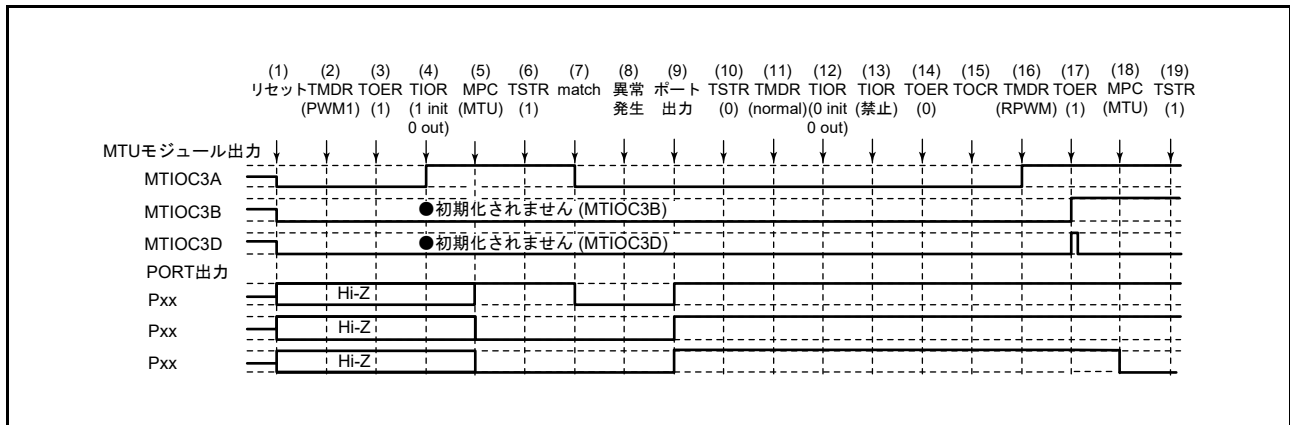 (1) (2) (3) (4) (5) (6) (7) (8) (9) (10) (11) (12) (13) (14) (15) (16) (17) (18) (19)
リセット TMDR TOER TIOR MPC TSTR match 異常 ポート TSTR TMDR TIOR TIOR TOER TOCR TMDR TOER MPC TSTR
(PWM1) (1) (1 init (MTU) (1) 発生 出力 (0) (normal) (0 init (禁止) (0) (RPWM) (1) (MTU) (1)
0 out) 0 out)
MTUモジュール出力
MTIOC3A
MTIOC3B ●初期化されません (MTIOC3B)
MTIOC3D ●初期化されません (MTIOC3D)
PORT出力
Pxx Hi-Z
Pxx Hi-Z
Pxx Hi-Z